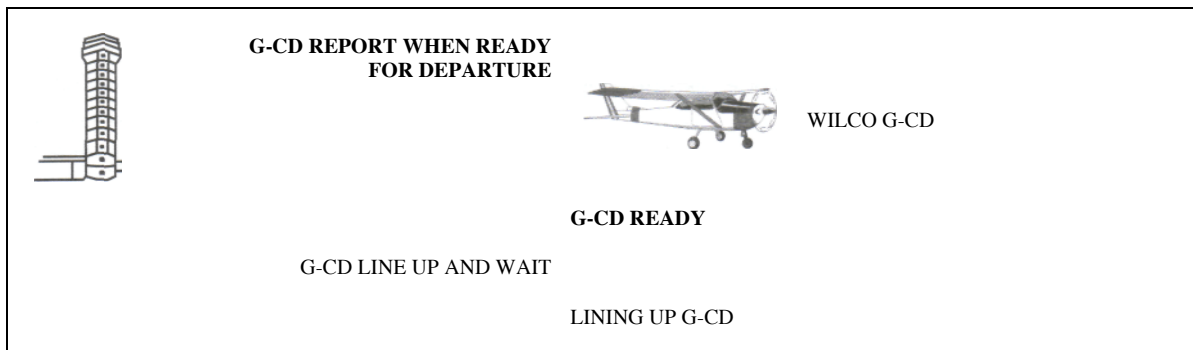 G-CD REPORT WHEN READY
FOR DEPARTURE
WILCO G-CD
G-CD READY
G-CD LINE UP AND WAIT
LINING UP G-CD